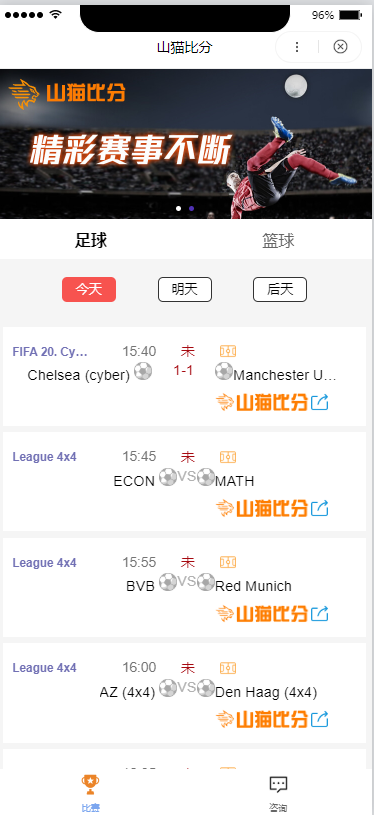 96%
山猫比分
山猫比分
精彩赛事不断
足球 篮球
今天 明天 后天
FIFA 20. Cy... 15:40 未
Chelsea (cyber) 1-1 Manchester U...
山猫比分
League 4x4 15:45 未
ECON VS MATH
山猫比分
League 4x4 15:55 未
BVB VS Red Munich
山猫比分
League 4x4 16:00 未
AZ (4x4) VS Den Haag (4x4)
山猫比分
比赛 咨询